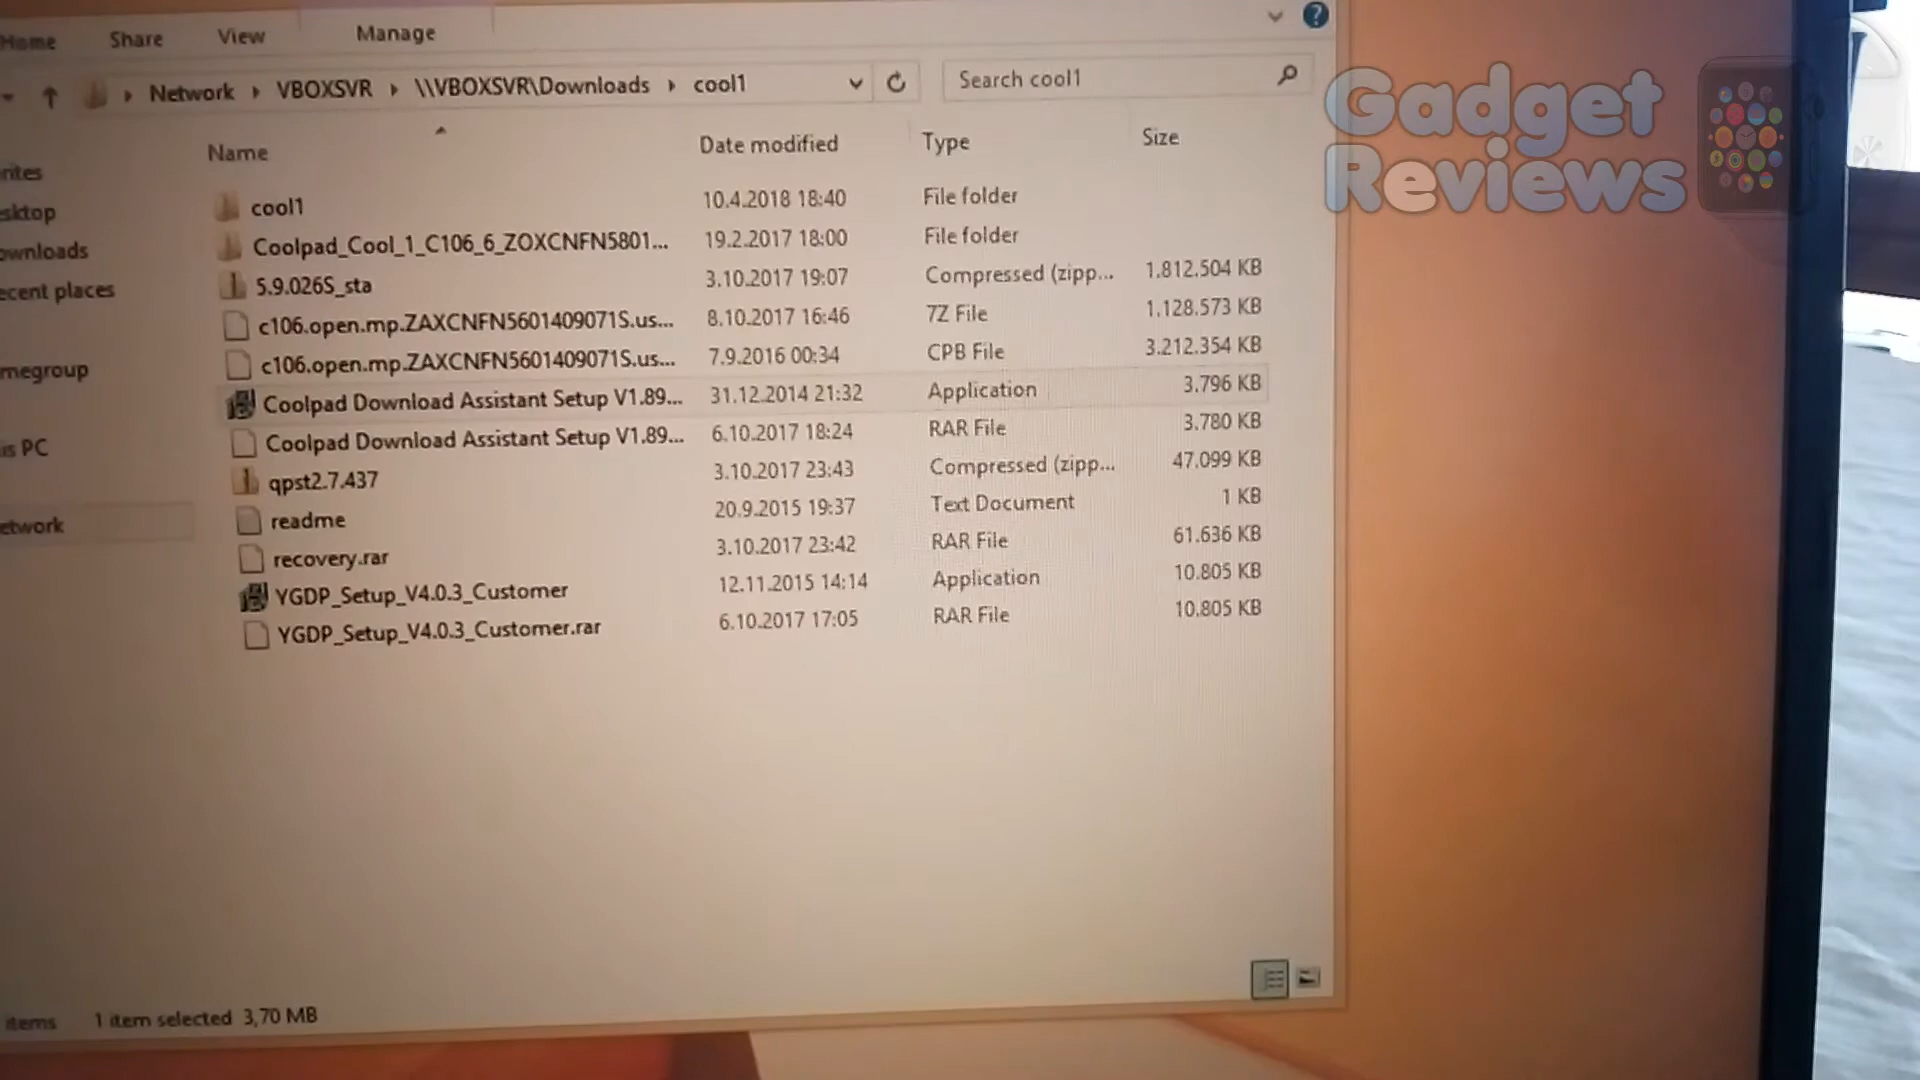 Home Share View Manage
Network VBOXSVR \\VBOXSVR\Downloads cool1 Search cool1
Name Date modified Type Size
cool1 10.4.2018 18:40 File folder
Coolpad_Cool_1_C106_6_ZOXCNFN5801... 19.2.2017 18:00 File folder
5.9.026S_sta 3.10.2017 19:07 Compressed (zipp... 1.812.504 KB
c106.open.mp.ZAXCNFN5601409071S.us... 8.10.2017 16:46 7Z File 1.128.573 KB
c106.open.mp.ZAXCNFN5601409071S.us... 7.9.2016 00:34 CPB File 3.212.354 KB
Coolpad Download Assistant Setup V1.89... 31.12.2014 21:32 Application 3.796 KB
Coolpad Download Assistant Setup V1.89... 6.10.2017 18:24 RAR File 3.780 KB
qpst2.7.437 3.10.2017 23:43 Compressed (zipp... 47.099 KB
readme 20.9.2015 19:37 Text Document 1 KB
recovery.rar 3.10.2017 23:42 RAR File 61.636 KB
YGDP_Setup_V4.0.3_Customer 12.11.2015 14:14 Application 10.805 KB
YGDP_Setup_V4.0.3_Customer.rar 6.10.2017 17:05 RAR File 10.805 KB
rites
esktop
ownloads
ecent places
megroup
is PC
etwork
items 1 item selected 3,70 MB
Gadget
Reviews